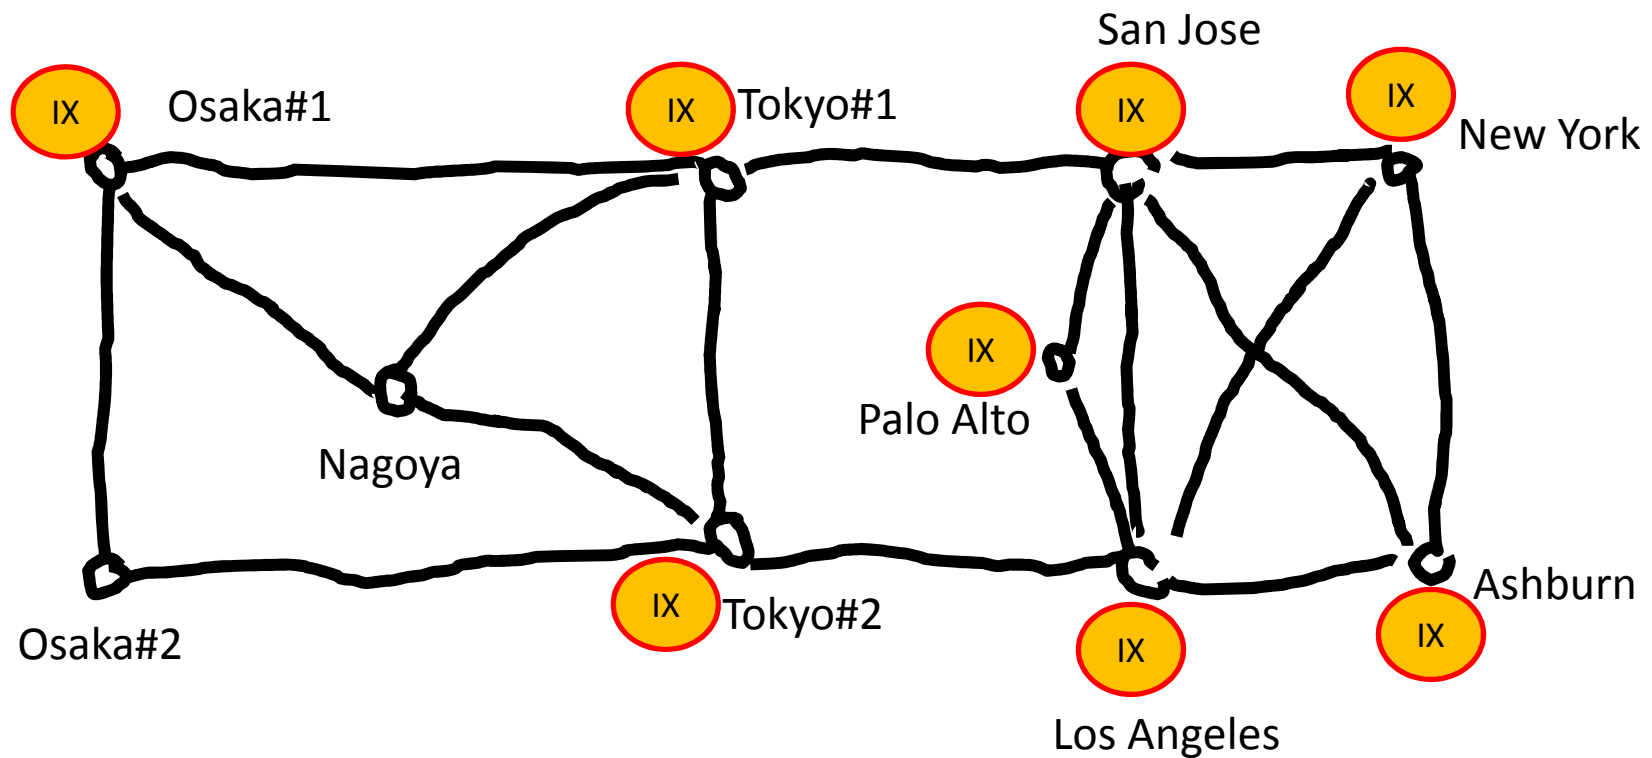 San Jose
IX
Osaka#1
IX
Tokyo#1
IX
IX
New York
IX
Palo Alto
Nagoya
IX
Tokyo#2
Ashburn
Osaka#2
IX
IX
Los Angeles